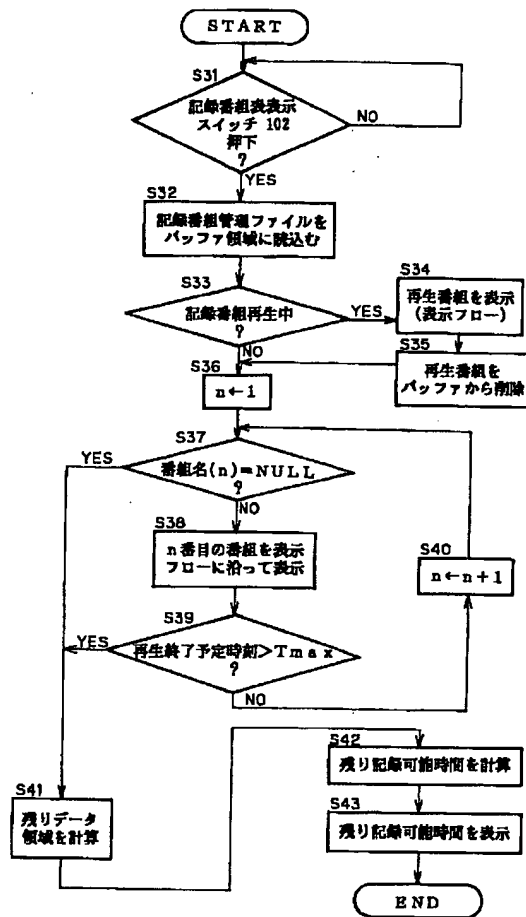 START
S31
記録番組表表示
スイッチ 102
押下
?
NO
YES
S32
記録番組管理ファイルを
バッファ領域に読込む
S33
記録番組再生中
?
YES
NO
S34
再生番組を表示
(表示フロー)
S35
再生番組を
バッファから削除
S36
n←1
S37
番組名(n)=NULL
?
YES
NO
S38
n番目の番組を表示
フローに沿って表示
S39
再生終了予定時刻>Tmax
?
YES
NO
S40
n←n+1
S41
残りデータ
領域を計算
S42
残り記録可能時間を計算
S43
残り記録可能時間を表示
END